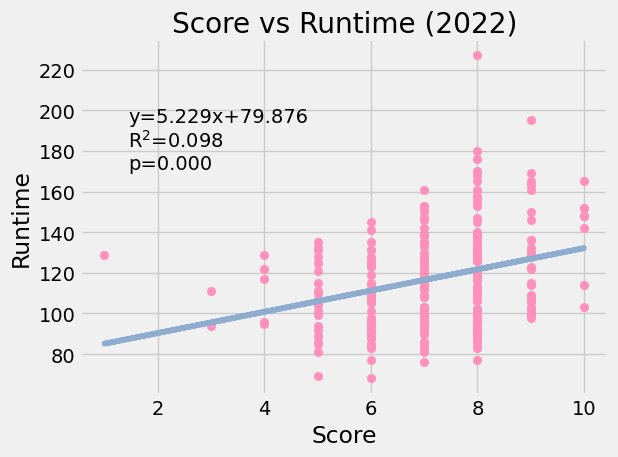 Score vs Runtime (2022)
y=5.229x+79.876
R²=0.098
p=0.000
Runtime
220
200
180
160
140
120
100
80
2 4 6 8 10
Score